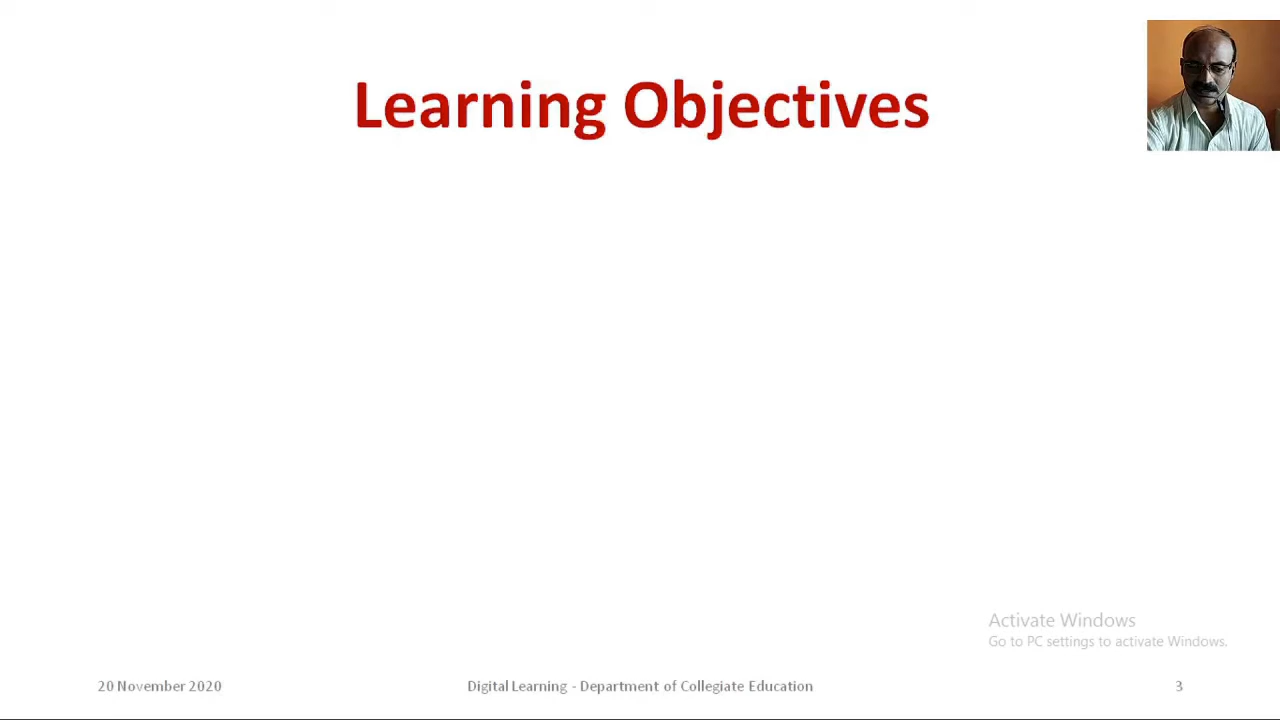 Learning Objectives
Activate Windows
Go to PC settings to activate Windows.
20 November 2020
Digital Learning - Department of Collegiate Education
3